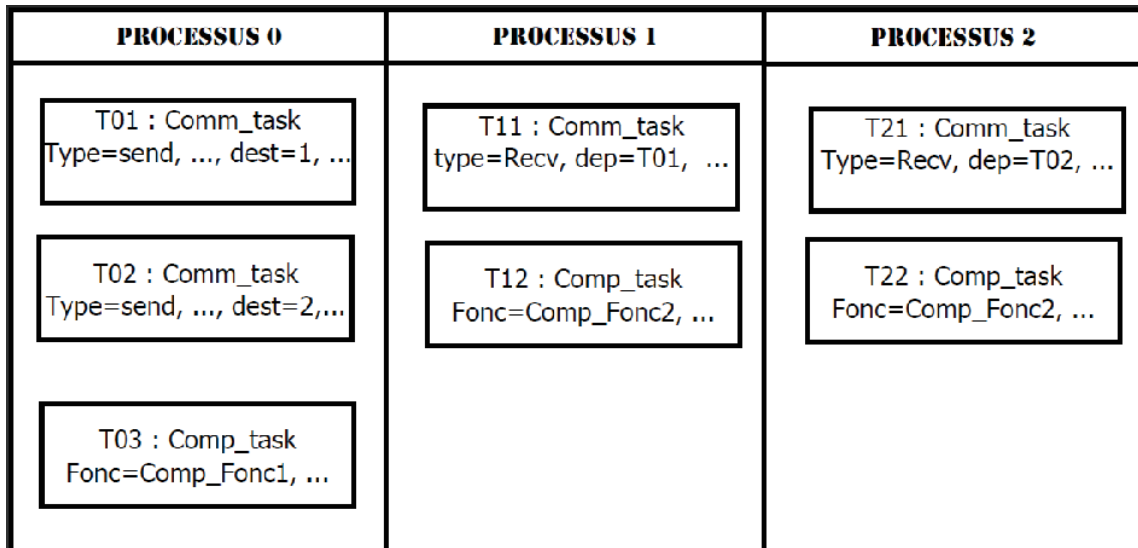 PROCESSUS 0
T01 : Comm_task
Type=send, ..., dest=1, ...
T02 : Comm_task
Type=send, ..., dest=2,...
T03 : Comp_task
Fonc=Comp_Fonc1, ...
PROCESSUS 1
T11 : Comm_task
type=Recv, dep=T01, ...
T12 : Comp_task
Fonc=Comp_Fonc2, ...
PROCESSUS 2
T21 : Comm_task
Type=Recv, dep=T02, ...
T22 : Comp_task
Fonc=Comp_Fonc2, ...